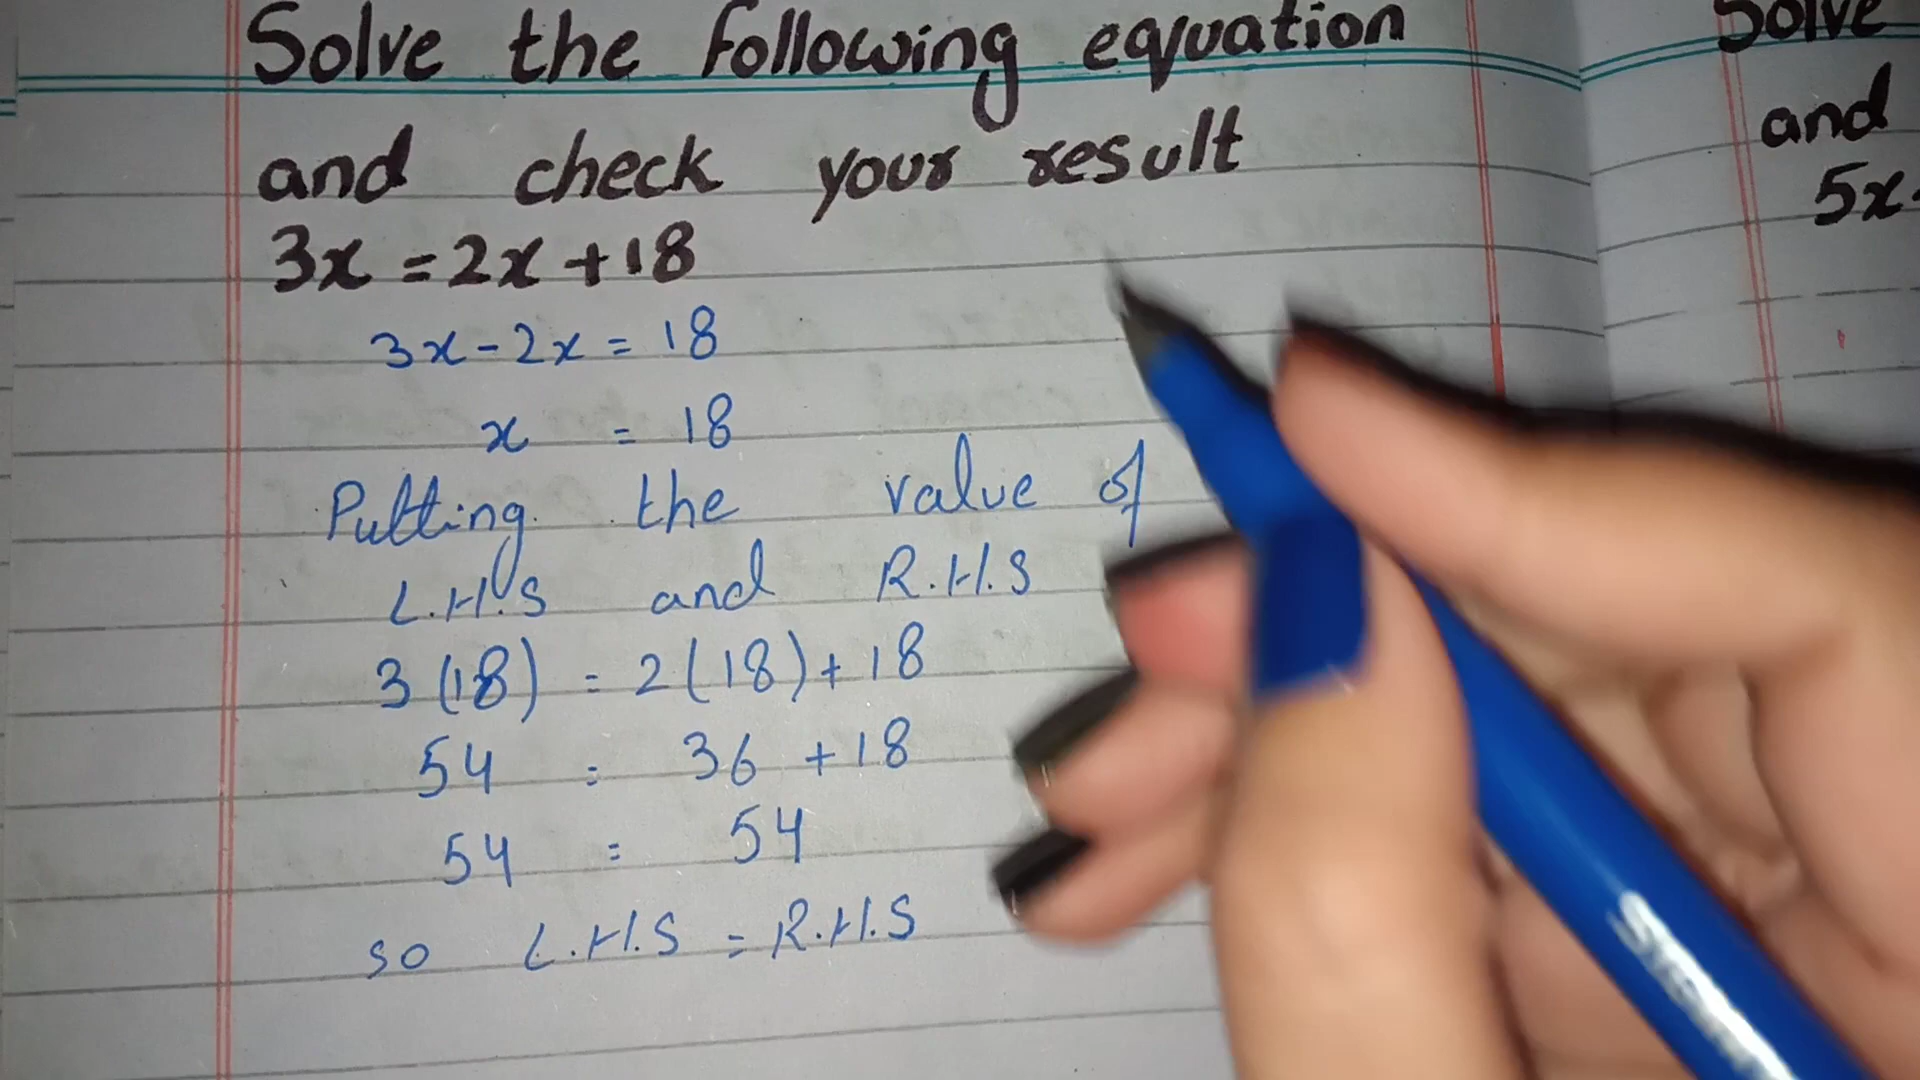 Solve the following equation
and check your result
3x = 2x + 18
3x - 2x = 18
x = 18
Putting the value of
L.H.S and R.H.S
3 (18) = 2 (18) + 18
54 = 36 + 18
54 = 54
so L.H.S = R.H.S
Solve
and
5x